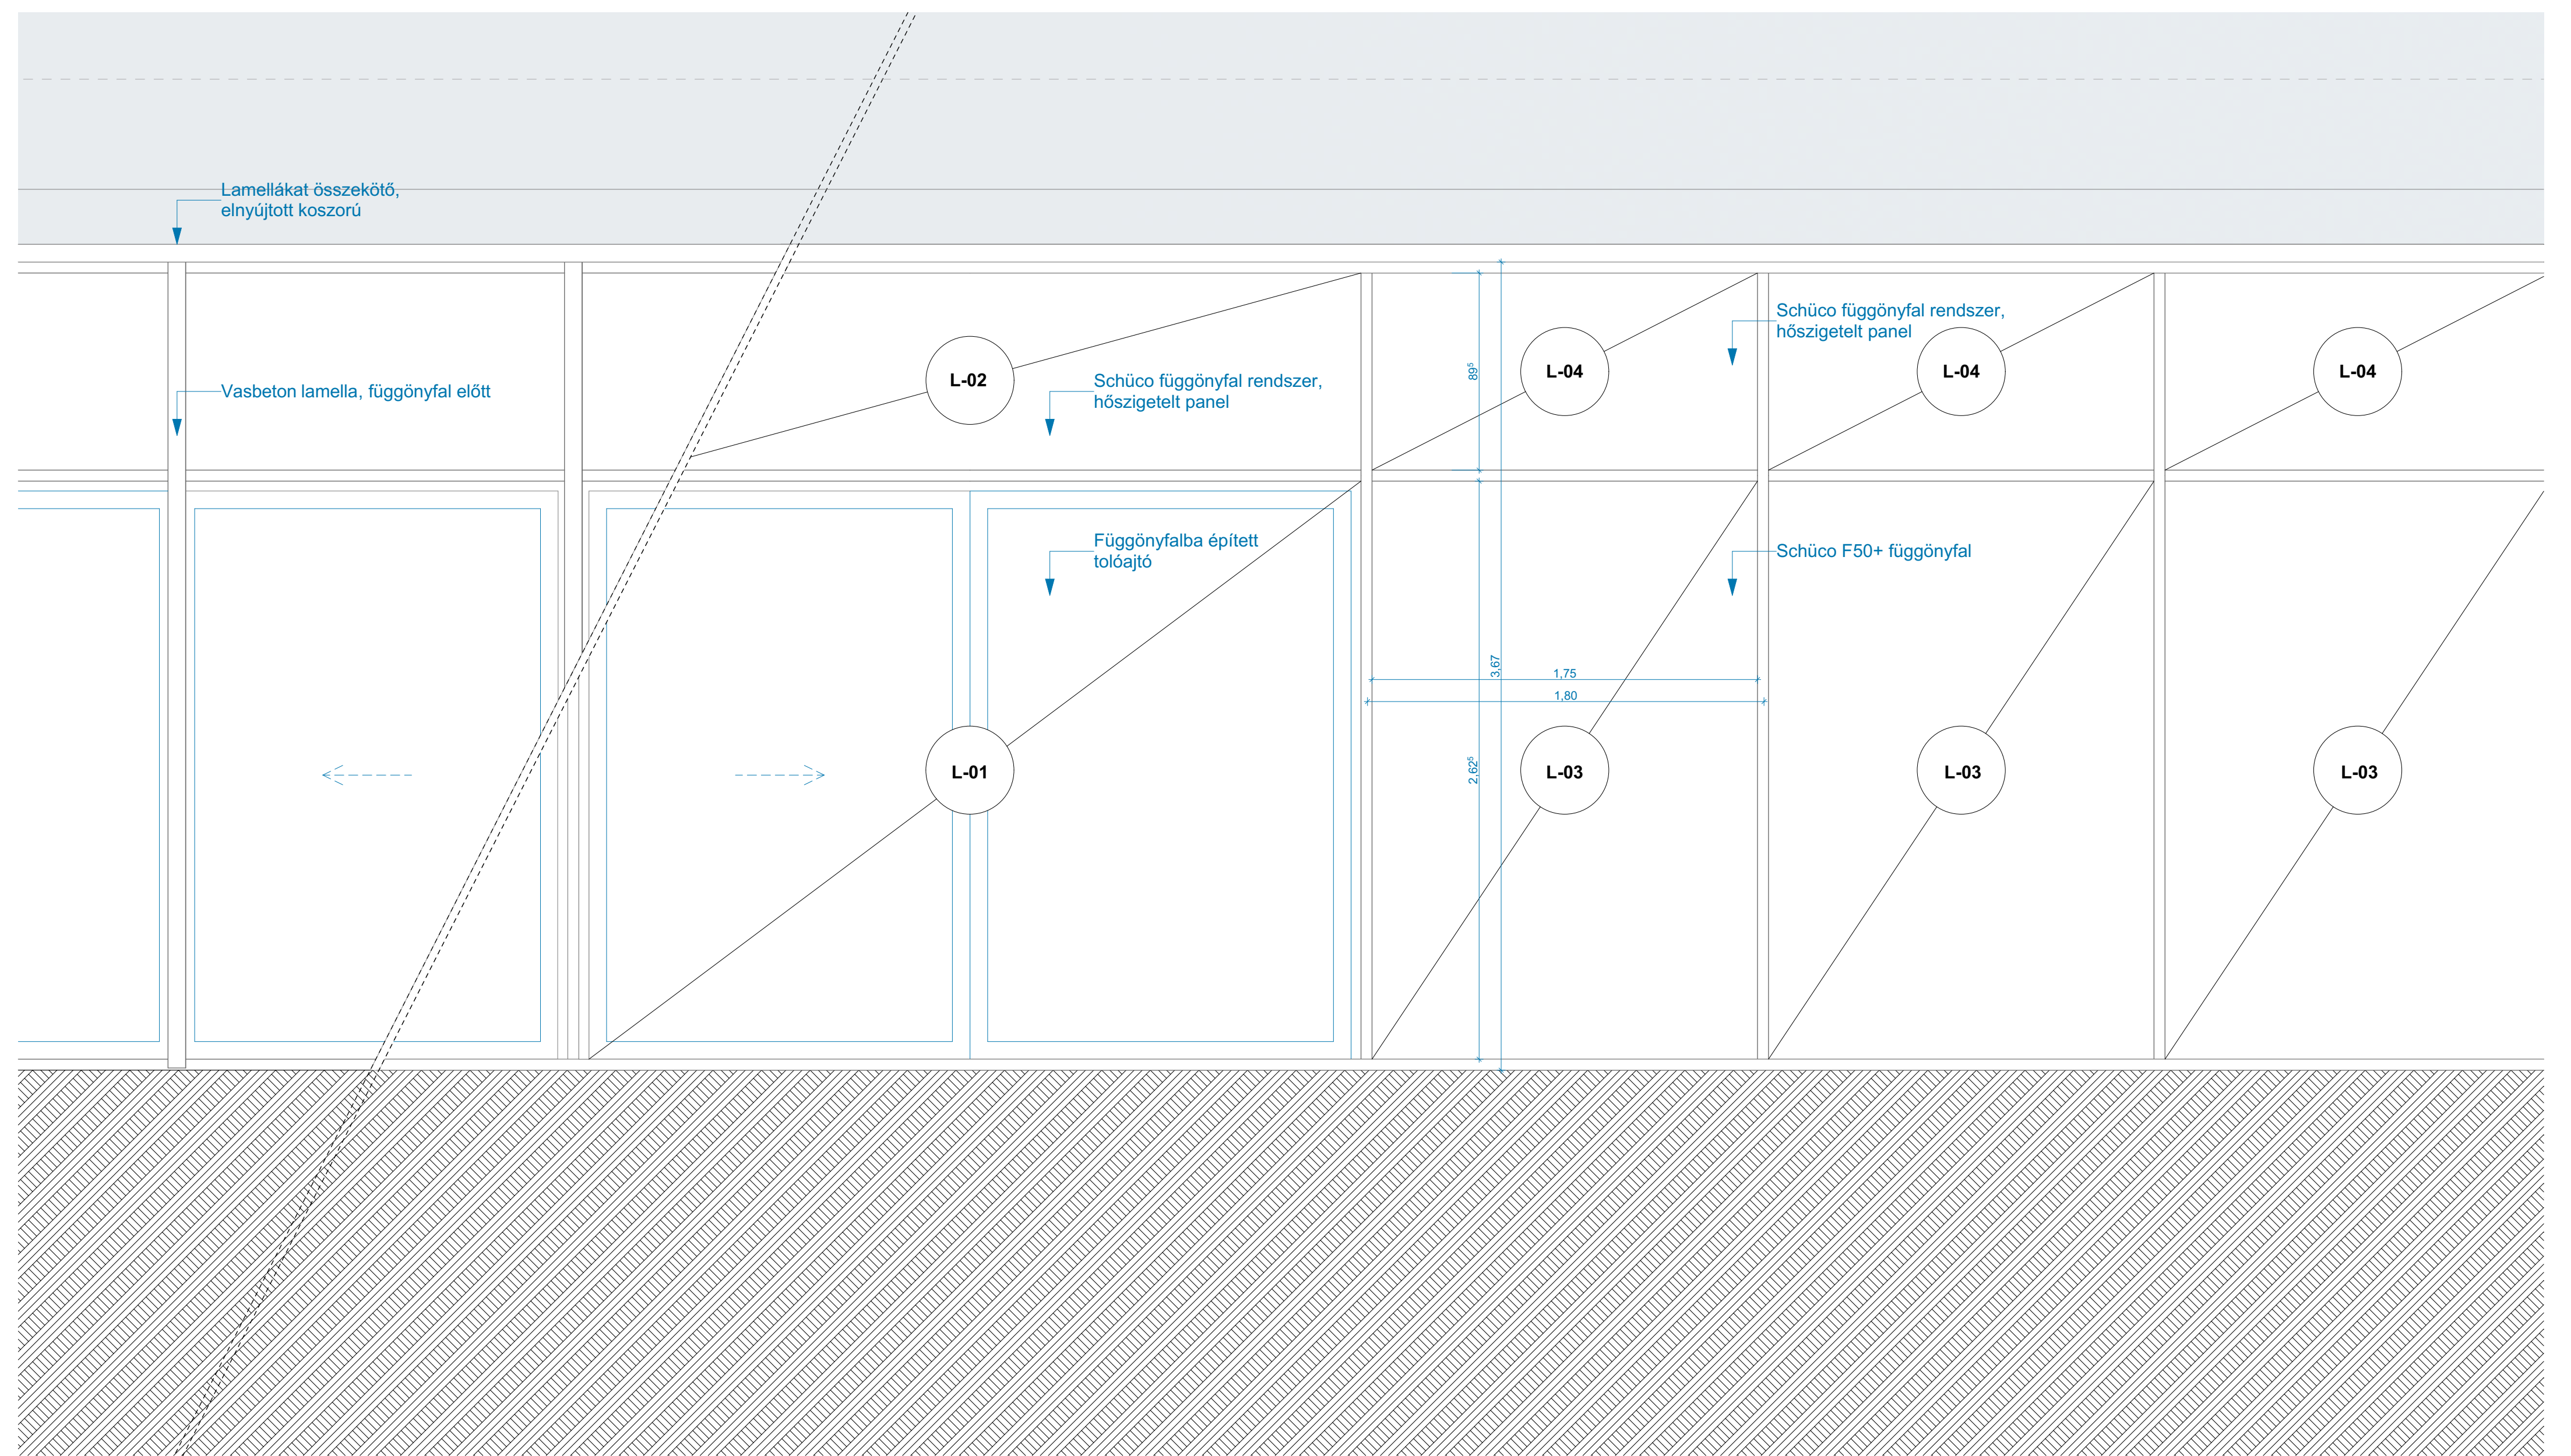 Lamellákat összekötő,
elnyújtott koszorú
Schüco függönyfal rendszer,
hőszigetelt panel
L-02
L-04
L-04
L-04
89⁵
Vasbeton lamella, függönyfal előtt
Schüco függönyfal rendszer,
hőszigetelt panel
Függönyfalba épített
tolóajtó
Schüco F50+ függönyfal
3,67
1,75
1,80
2,62⁵
L-01
L-03
L-03
L-03